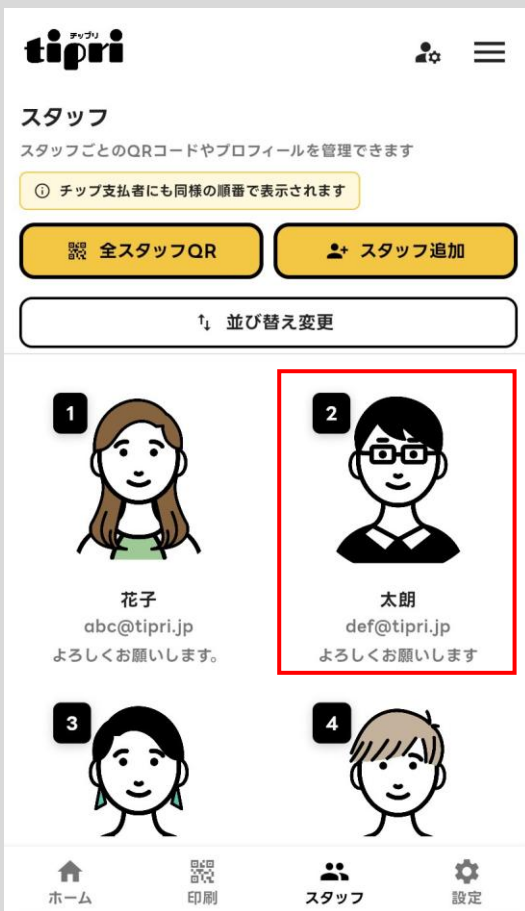 チップリ
tipri
スタッフ
スタッフごとのQRコードやプロフィールを管理できます
チップ支払者にも同様の順番で表示されます
全スタッフQR
スタッフ追加
並び替え変更
1
2
花子
太朗
abc@tipri.jp
def@tipri.jp
よろしくお願いします。
よろしくお願いします
3
4
ホーム
印刷
スタッフ
設定